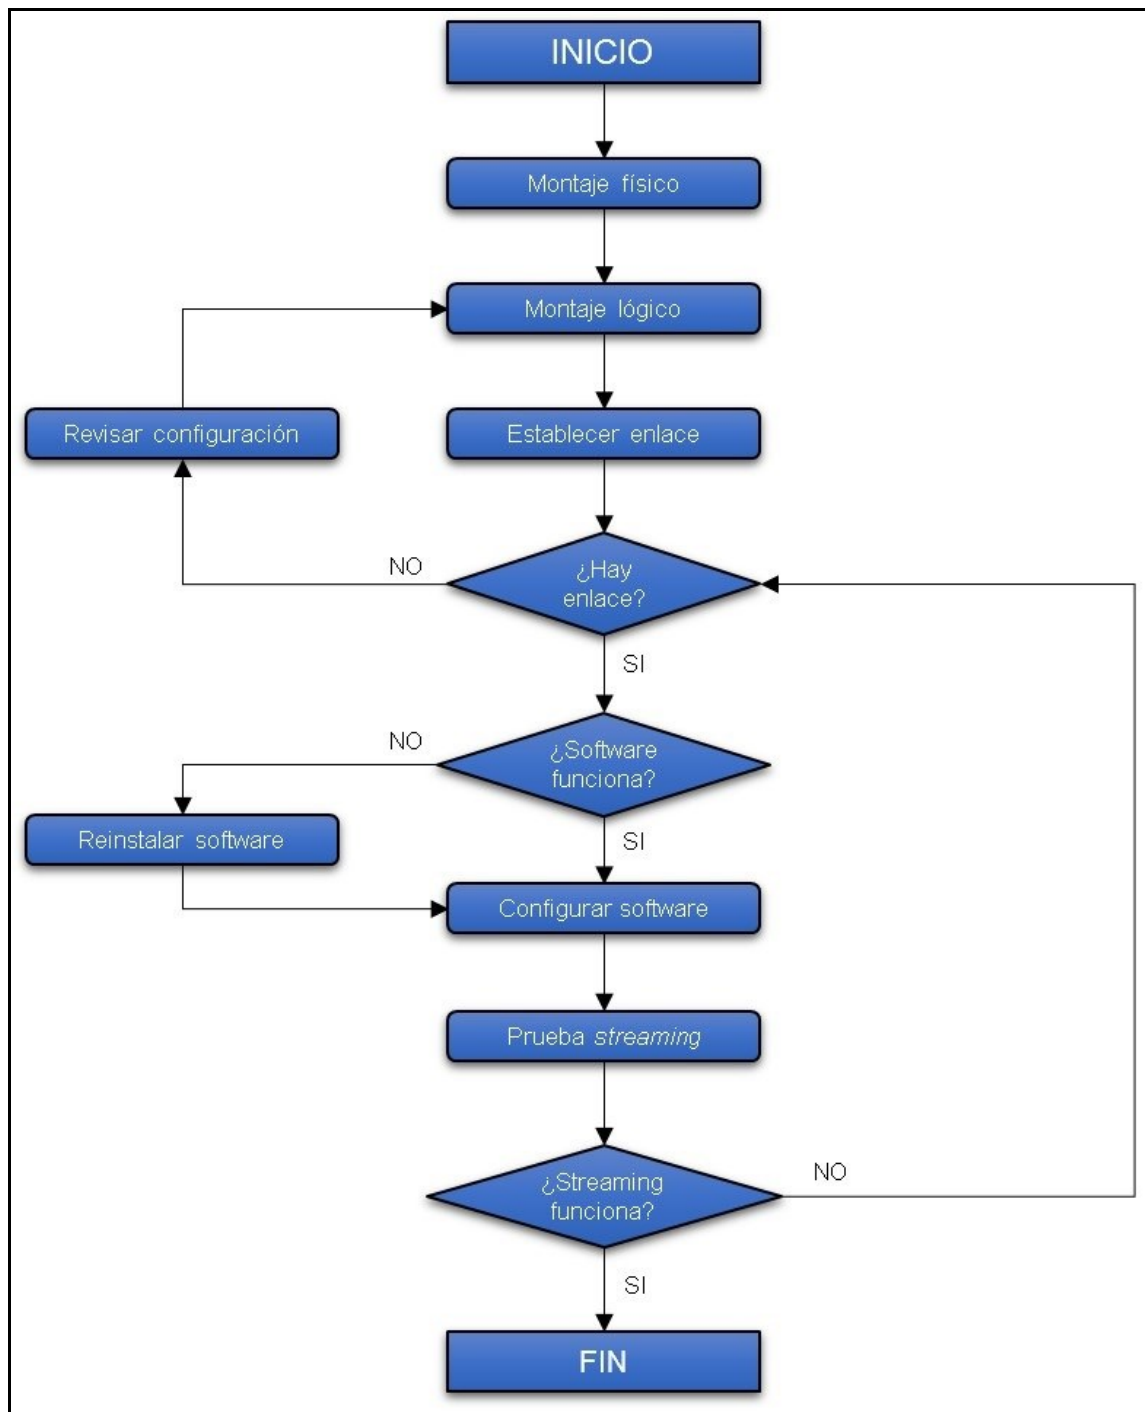 INICIO
Montaje físico
Montaje lógico
Revisar configuración
Establecer enlace
NO
¿Hay
enlace?
SI
NO
¿Software
funciona?
Reinstalar software
SI
Configurar software
Prueba streaming
¿Streaming
funciona?
NO
SI
FIN